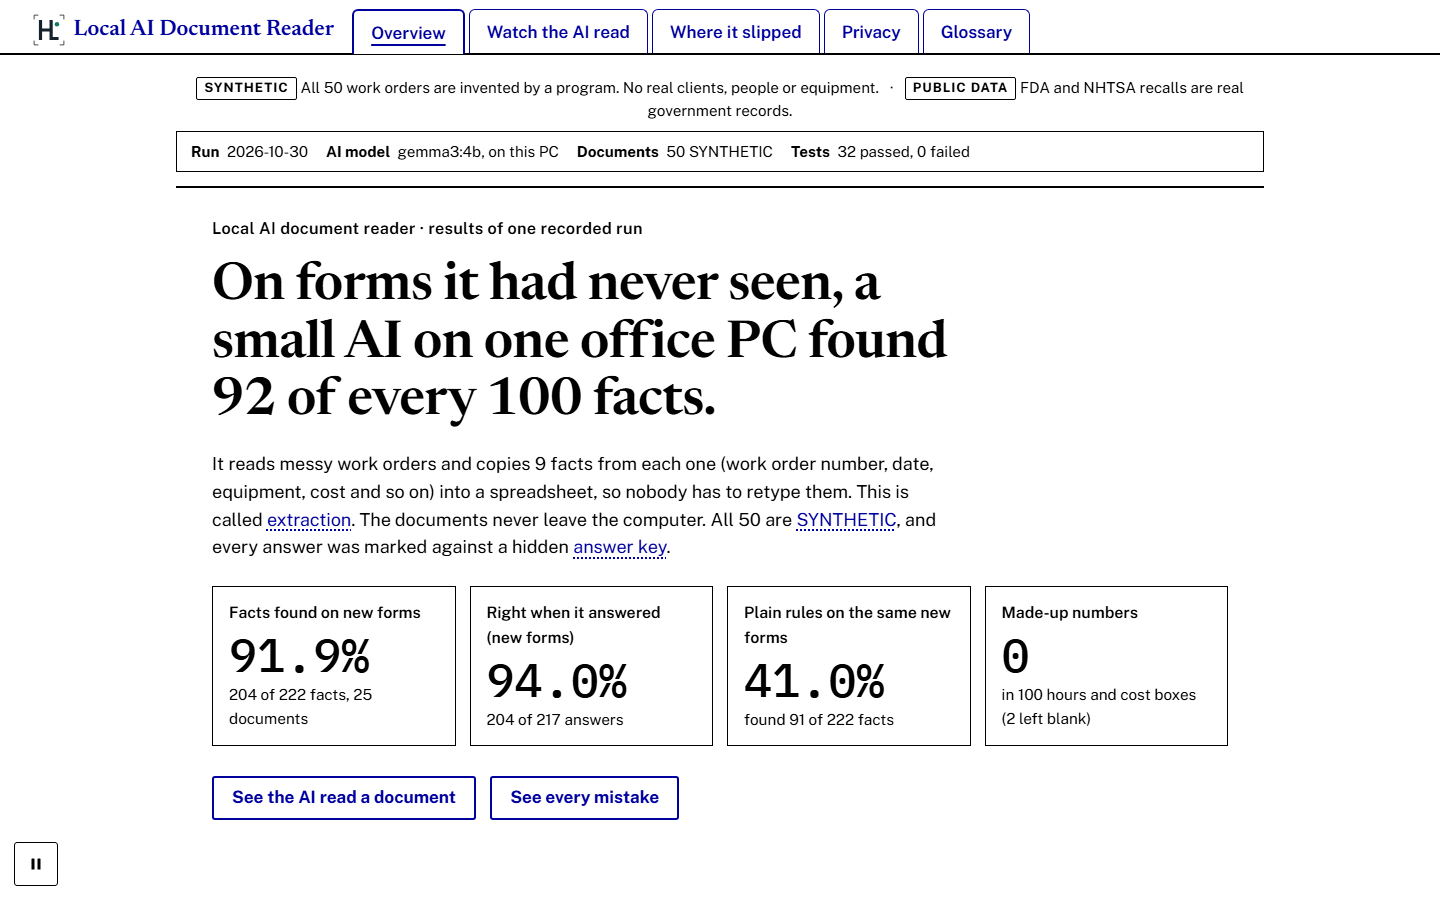 Local AI Document Reader
Overview
Watch the AI read
Where it slipped
Privacy
Glossary
SYNTHETIC All 50 work orders are invented by a program. No real clients, people or equipment. · PUBLIC DATA FDA and NHTSA recalls are real
government records.
Run 2026-10-30 AI model gemma3:4b, on this PC Documents 50 SYNTHETIC Tests 32 passed, 0 failed
Local AI document reader · results of one recorded run
On forms it had never seen, a
small AI on one office PC found
92 of every 100 facts.
It reads messy work orders and copies 9 facts from each one (work order number, date,
equipment, cost and so on) into a spreadsheet, so nobody has to retype them. This is
called extraction. The documents never leave the computer. All 50 are SYNTHETIC, and
every answer was marked against a hidden answer key.
Facts found on new forms
91.9%
204 of 222 facts, 25
documents
Right when it answered
(new forms)
94.0%
204 of 217 answers
Plain rules on the same new
forms
41.0%
found 91 of 222 facts
Made-up numbers
0
in 100 hours and cost boxes
(2 left blank)
See the AI read a document
See every mistake